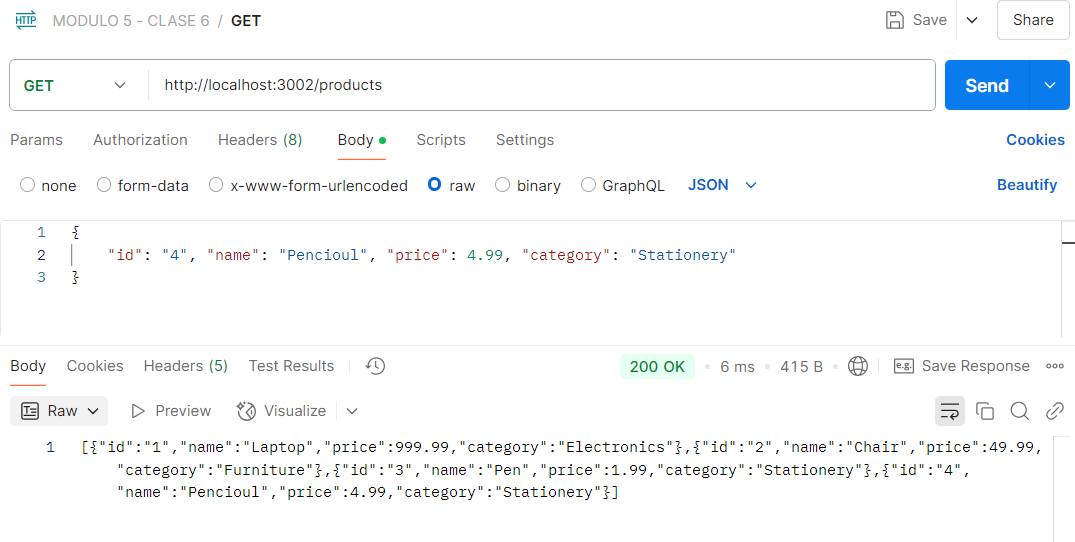 HTTP MODULO 5 - CLASE 6 / GET Save Share
GET http://localhost:3002/products Send
Params Authorization Headers (8) Body Scripts Settings Cookies
none form-data x-www-form-urlencoded raw binary GraphQL JSON Beautify
1 {
2 "id": "4", "name": "Pencioul", "price": 4.99, "category": "Stationery"
3 }
Body Cookies Headers (5) Test Results 200 OK • 6 ms • 415 B e.g. Save Response
Raw Preview Visualize
1 [{"id":"1","name":"Laptop","price":999.99,"category":"Electronics"},{"id":"2","name":"Chair","price":49.99,
"category":"Furniture"},{"id":"3","name":"Pen","price":1.99,"category":"Stationery"},{"id":"4",
"name":"Pencioul","price":4.99,"category":"Stationery"}]